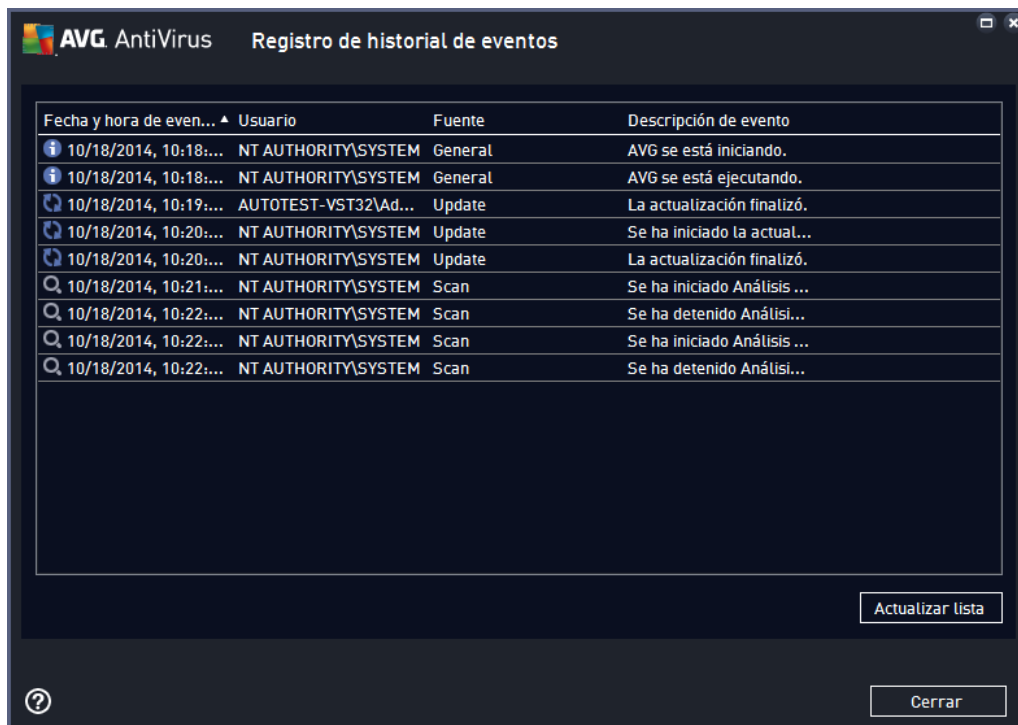 AVG. AntiVirus Registro de historial de eventos
Fecha y hora de even... Usuario Fuente Descripción de evento
10/18/2014, 10:18:... NT AUTHORITY\SYSTEM General AVG se está iniciando.
10/18/2014, 10:18:... NT AUTHORITY\SYSTEM General AVG se está ejecutando.
10/18/2014, 10:19:... AUTOTEST-VST32\Ad... Update La actualización finalizó.
10/18/2014, 10:20:... NT AUTHORITY\SYSTEM Update Se ha iniciado la actual...
10/18/2014, 10:20:... NT AUTHORITY\SYSTEM Update La actualización finalizó.
10/18/2014, 10:21:... NT AUTHORITY\SYSTEM Scan Se ha iniciado Análisis ...
10/18/2014, 10:22:... NT AUTHORITY\SYSTEM Scan Se ha detenido Análisi...
10/18/2014, 10:22:... NT AUTHORITY\SYSTEM Scan Se ha iniciado Análisis ...
10/18/2014, 10:22:... NT AUTHORITY\SYSTEM Scan Se ha detenido Análisi...
Actualizar lista
Cerrar